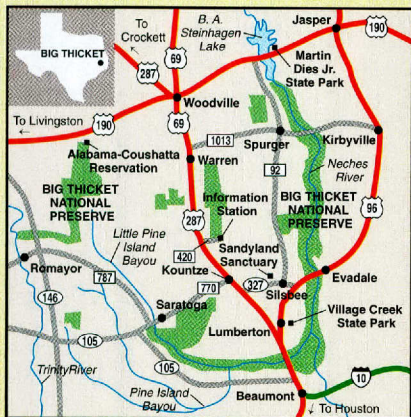 To
Crockett
B. A.
Steinhagen
Lake
Jasper
69
190
BIG THICKET
287
Martin
Dies Jr.
State Park
Woodville
To Livingston
190
69
1013
Spurger
Kirbyville
Alabama-Coushatta
Reservation
Warren
92
Neches
River
BIG THICKET
NATIONAL
PRESERVE
Information
Station
BIG THICKET
NATIONAL
PRESERVE
96
287
Little Pine
Island
Bayou
420
Sandyland
Sanctuary
Romayor
787
Kountze
770
327
Silsbee
Evadale
146
Saratoga
Village Creek
State Park
Lumberton
105
105
Trinity River
Pine Island
Bayou
Beaumont
10
To Houston